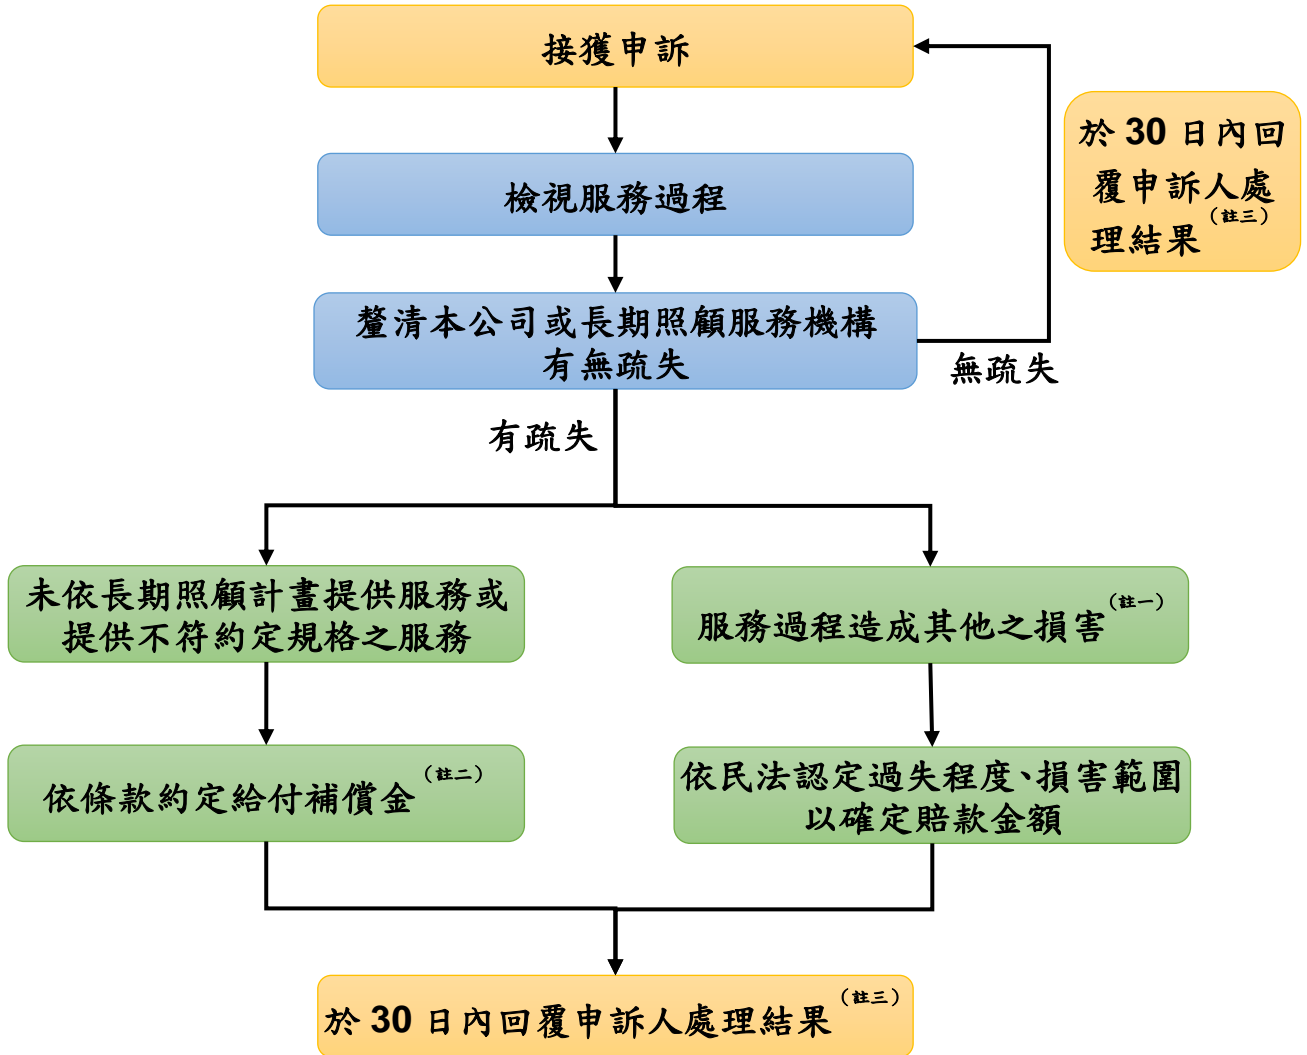 接獲申訴
於 30 日內回
覆申訴人處
理結果（註三）
檢視服務過程
釐清本公司或長期照顧服務機構
有無疏失
無疏失
有疏失
未依長期照顧計畫提供服務或
提供不符約定規格之服務
服務過程造成其他之損害（註一）
依條款約定給付補償金（註二）
依民法認定過失程度、損害範圍
以確定賠款金額
於 30 日內回覆申訴人處理結果（註三）